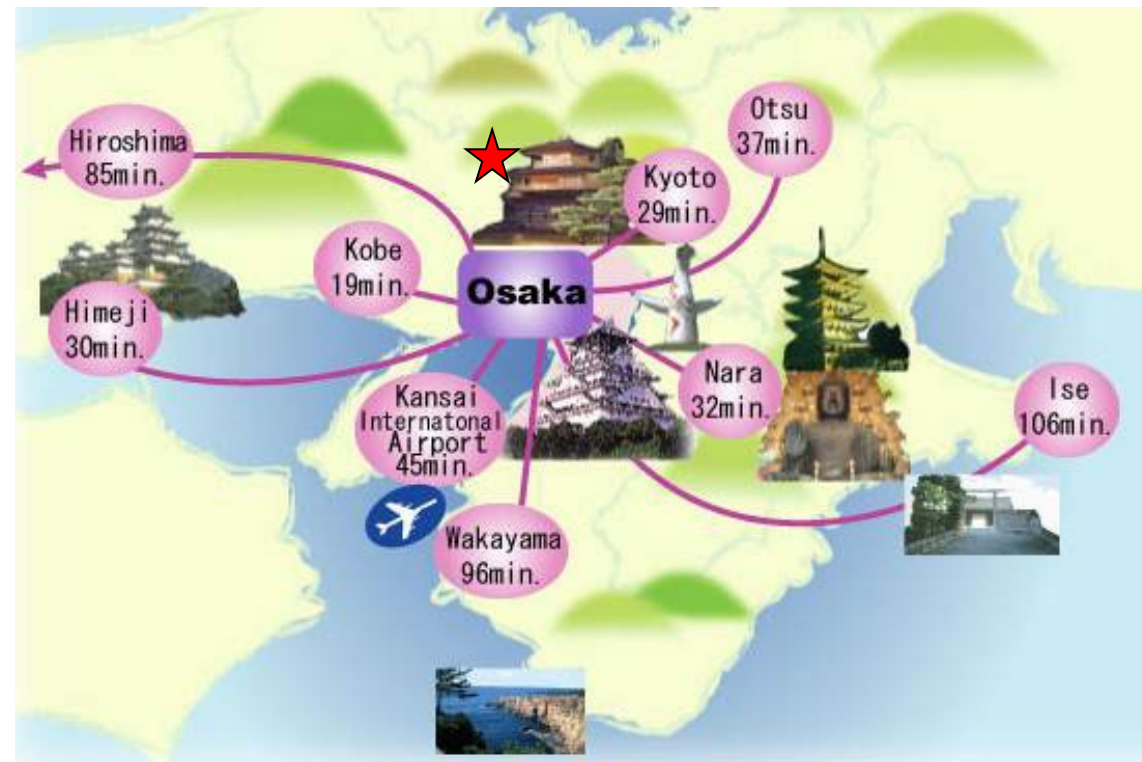 Otsu
37min.
Hiroshima
85min.
Kyoto
29min.
Kobe
19min.
Osaka
Himeji
30min.
Nara
32min.
Ise
106min.
Kansai
Internatonal
Airport
45min.
Wakayama
96min.